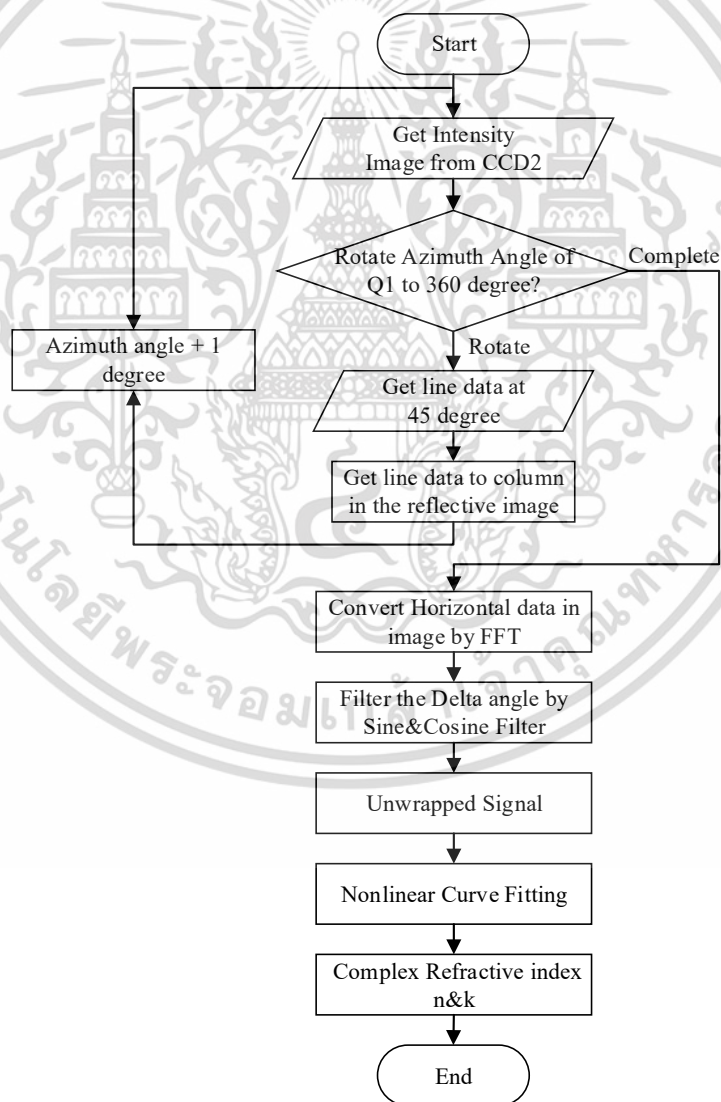 Start
Get Intensity
Image from CCD2
Rotate Azimuth Angle of
Q1 to 360 degree?
Complete
Rotate
Azimuth angle + 1
degree
Get line data at
45 degree
Get line data to column
in the reflective image
Convert Horizontal data in
image by FFT
Filter the Delta angle by
Sine&Cosine Filter
Unwrapped Signal
Nonlinear Curve Fitting
Complex Refractive index
n&k
End